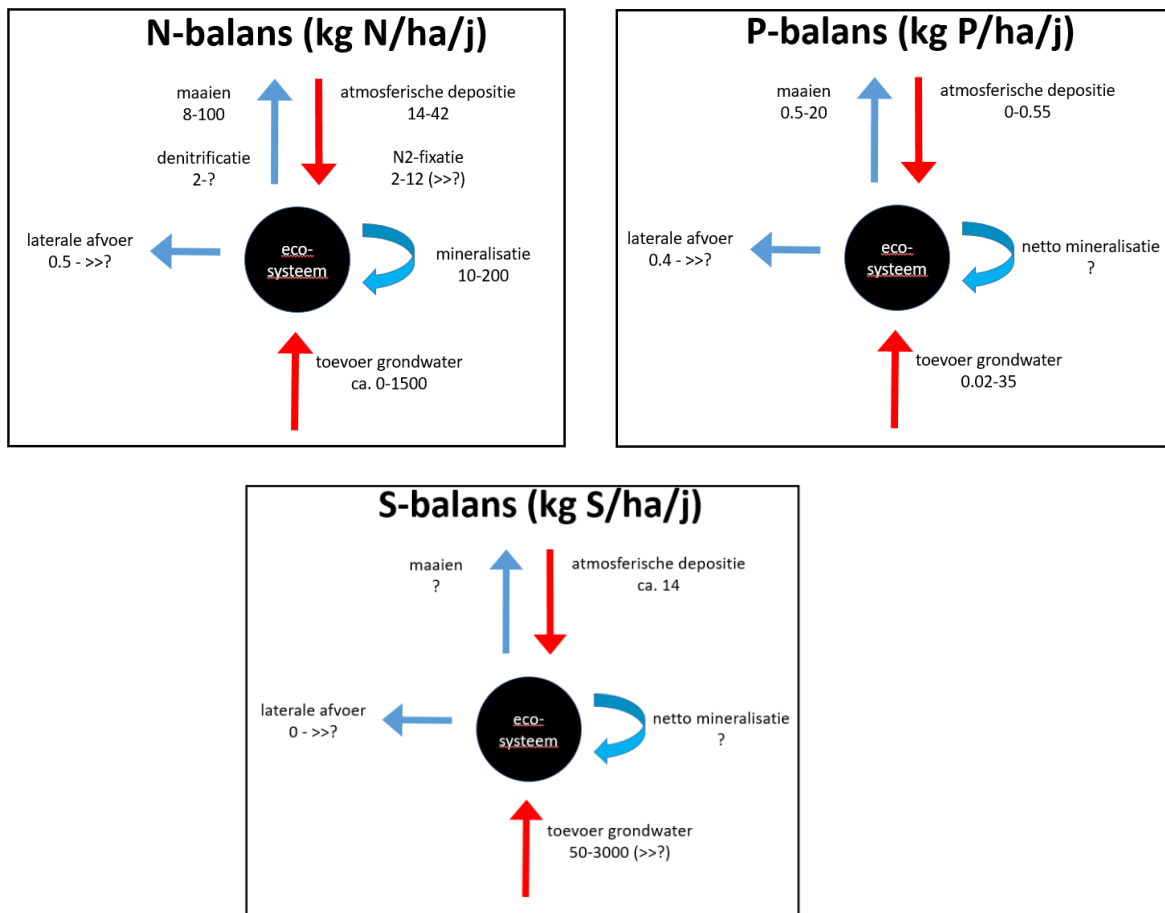 N-balans (kg N/ha/j)
maaien
8-100
atmosferische depositie
14-42
denitrificatie
2-?
N2-fixatie
2-12 (>>?)
laterale afvoer
0.5 - >>?
eco-
systeem
mineralisatie
10-200
toevoer grondwater
ca. 0-1500
P-balans (kg P/ha/j)
maaien
0.5-20
atmosferische depositie
0-0.55
laterale afvoer
0.4 - >>?
eco-
systeem
netto mineralisatie
?
toevoer grondwater
0.02-35
S-balans (kg S/ha/j)
maaien
?
atmosferische depositie
ca. 14
laterale afvoer
0 - >>?
eco-
systeem
netto mineralisatie
?
toevoer grondwater
50-3000 (>>?)